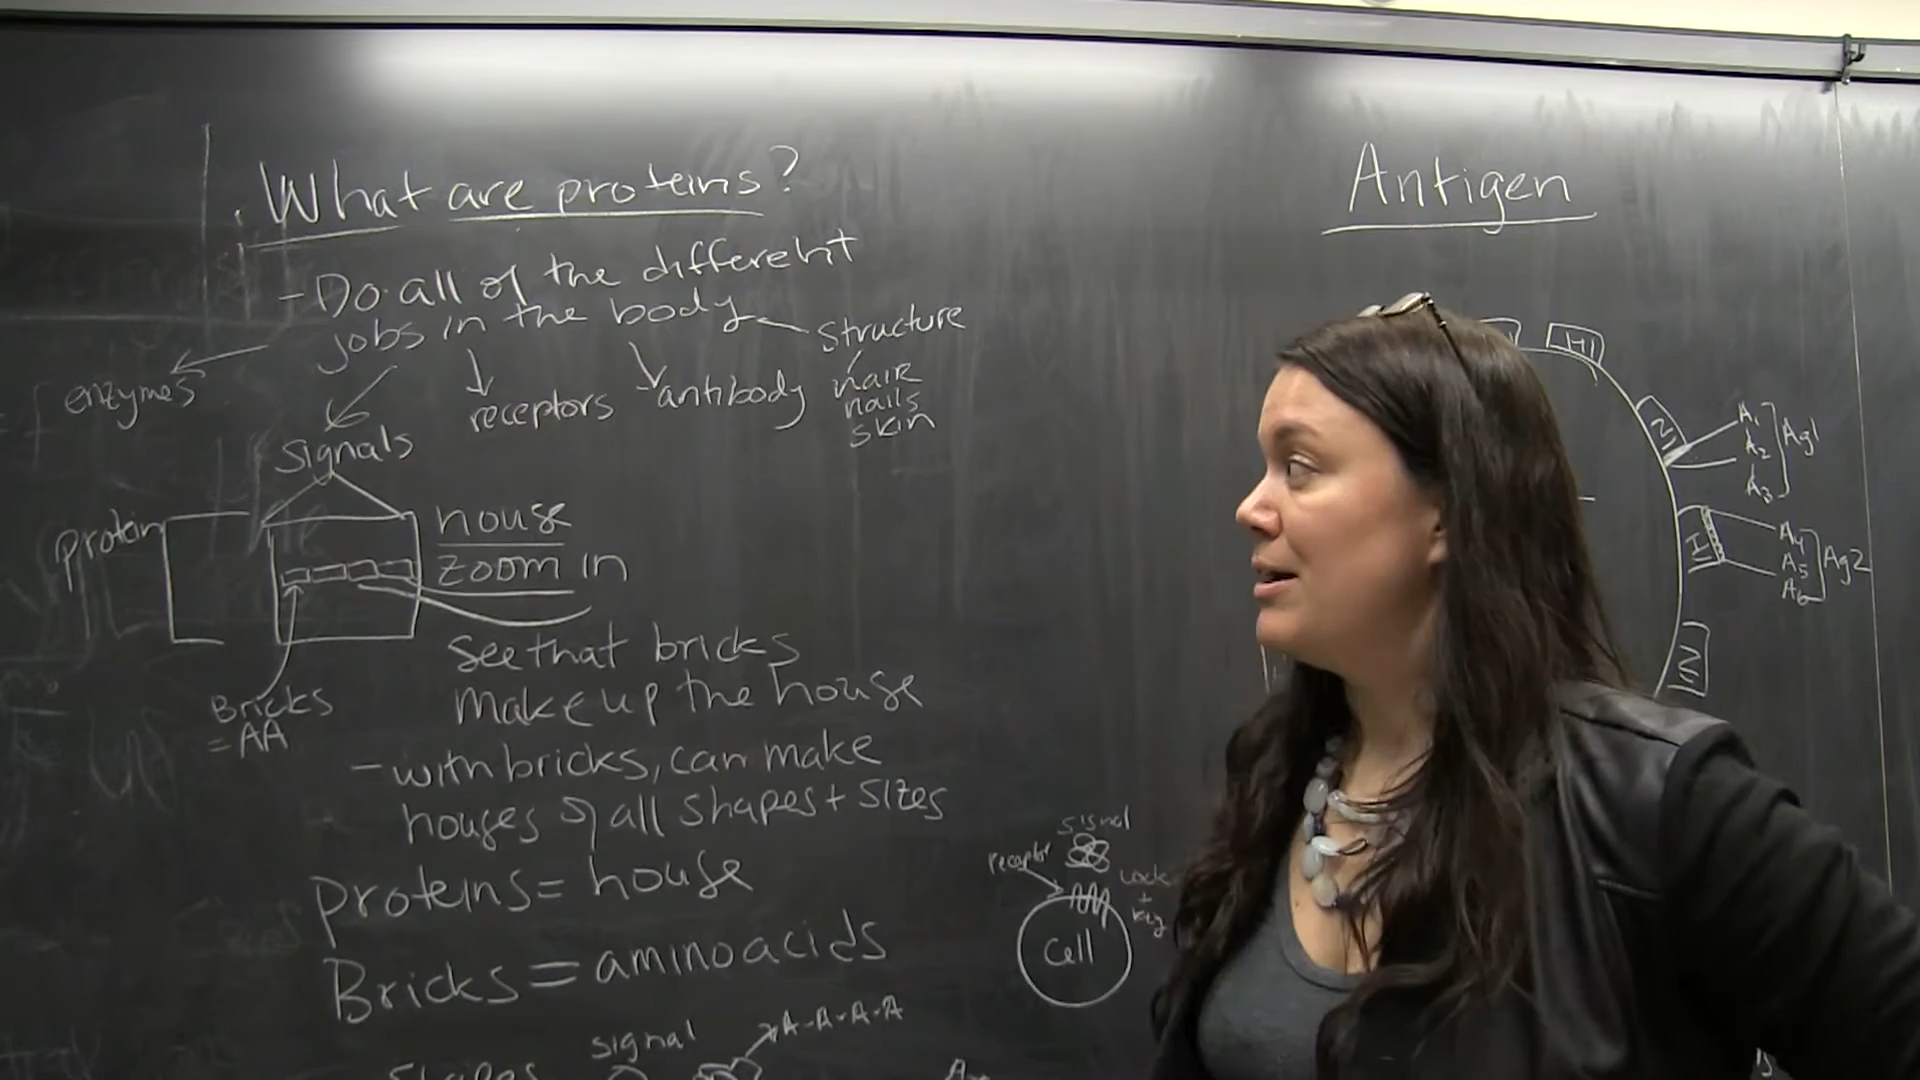 What are proteins?
- Do all of the different
jobs in the body
structure
hair
nails
skin
enzymes
signals
receptors
antibody
protein
house
zoom in
see that bricks
make up the house
Bricks
= AA
- with bricks, can make
houses of all shapes + sizes
Proteins = house
Bricks = aminoacids
signal
A-A-A-A
Shapes
signal
receptor
Lock
+
key
Cell
Antigen
H1
N1
A1
A2
A3
Ag1
A4
A5
A6
Ag2